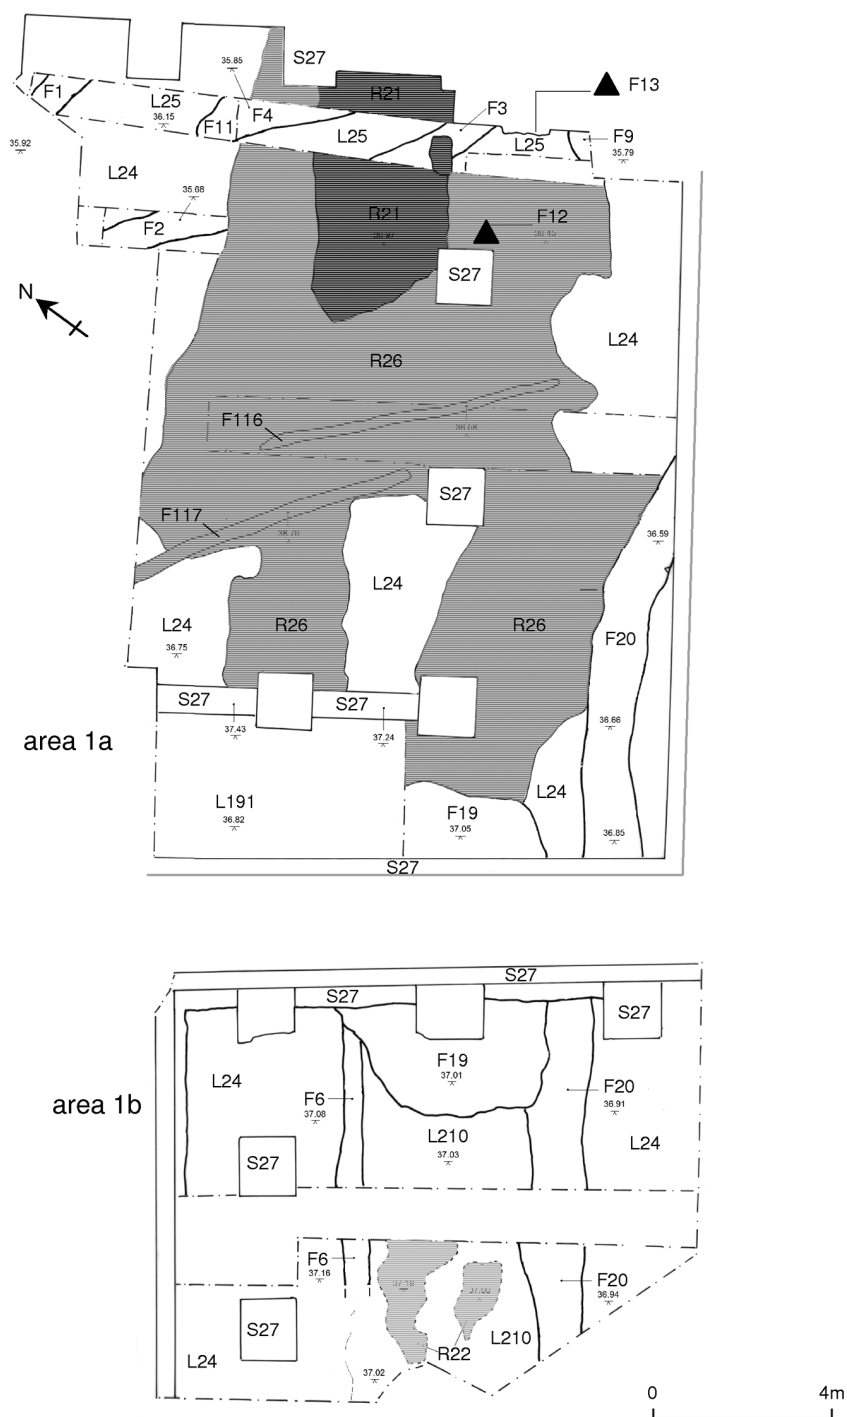 S27
35.85
R21
F13
F1
L25
36.15
F4
F3
F11
L25
L25
F9
35.79
35.92
L24
35.68
R21
F12
F2
S27
N
L24
R26
F116
S27
F117
36.59
L24
L24
36.75
R26
R26
F20
S27
S27
37.43
37.24
36.66
area 1a
L191
36.82
L24
F19
37.05
36.85
S27
S27
S27
S27
F19
37.01
L24
F20
36.91
area 1b
F6
37.08
L210
37.03
L24
S27
F6
37.16
F20
36.94
S27
L210
R22
L24
37.02
0
4m